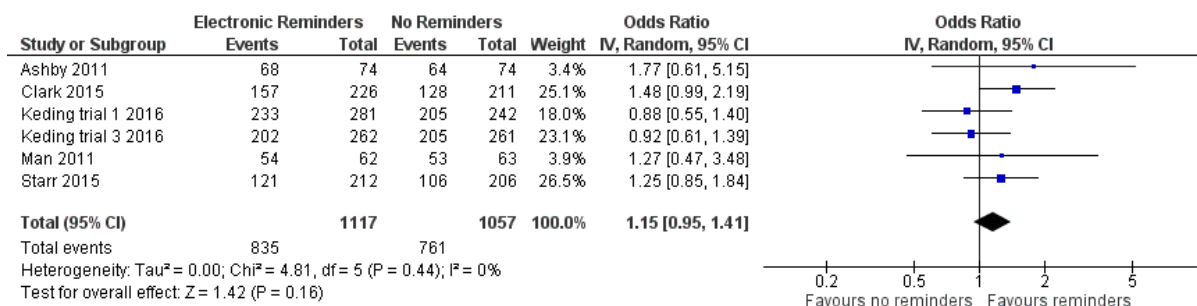 Electronic Reminders No Reminders Odds Ratio Odds Ratio
Study or Subgroup Events Total Events Total Weight IV, Random, 95% CI IV, Random, 95% CI
Ashby 2011 68 74 64 74 3.4% 1.77 [0.61, 5.15]
Clark 2015 157 226 128 211 25.1% 1.48 [0.99, 2.19]
Keding trial 1 2016 233 281 205 242 18.0% 0.88 [0.55, 1.40]
Keding trial 3 2016 202 262 205 261 23.1% 0.92 [0.61, 1.39]
Man 2011 54 62 53 63 3.9% 1.27 [0.47, 3.48]
Starr 2015 121 212 106 206 26.5% 1.25 [0.85, 1.84]
Total (95% CI) 1117 1057 100.0% 1.15 [0.95, 1.41]
Total events 835 761
Heterogeneity: Tau² = 0.00; Chi² = 4.81, df = 5 (P = 0.44); I² = 0%
Test for overall effect: Z = 1.42 (P = 0.16)
0.2 0.5 1 2 5
Favours no reminders Favours reminders